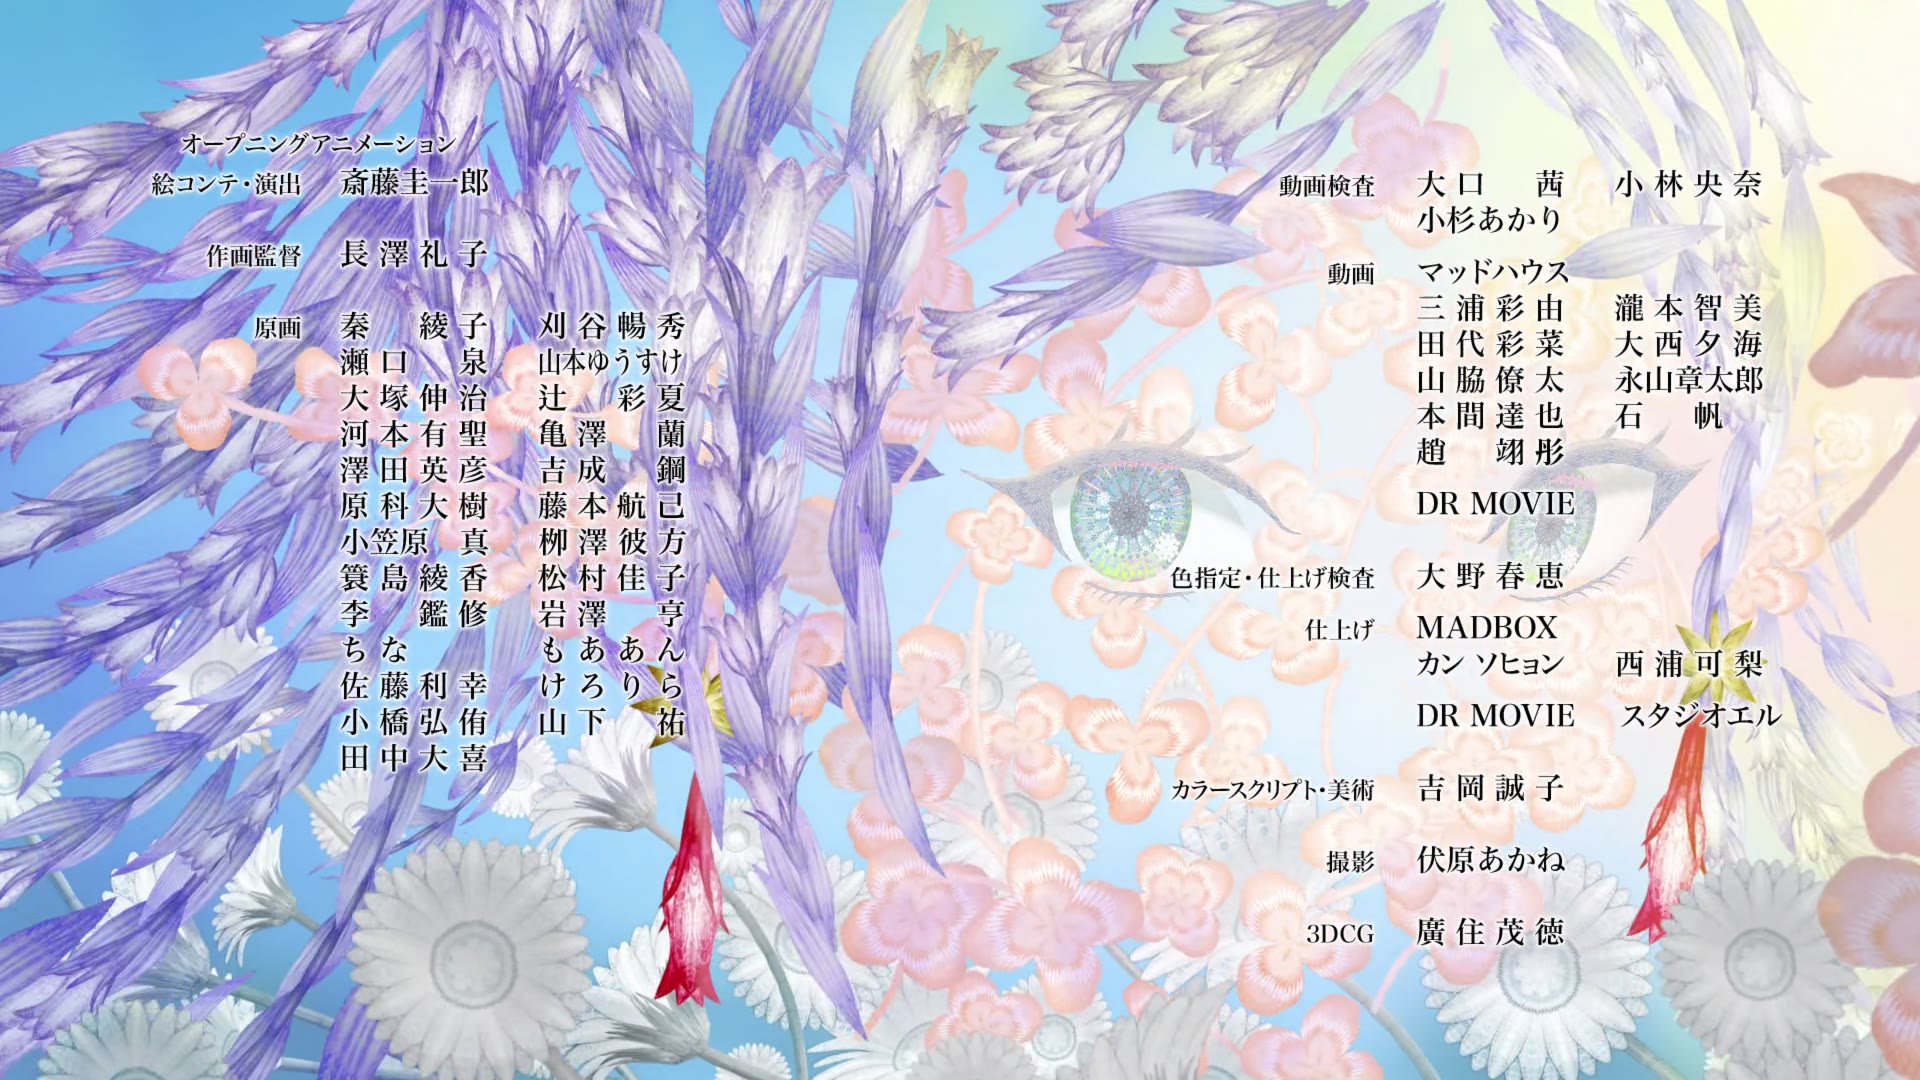 オープニングアニメーション
絵コンテ・演出 斎藤圭一郎
作画監督 長澤礼子
原画 秦 綾子 刈谷暢秀
瀬口 泉 山本ゆうすけ
大塚伸治 辻 彩夏
河本有聖 亀澤 蘭
澤田英彦 吉成 鋼
原科大樹 藤本航己
小笠原 真 栁澤彼方
簑島綾香 松村佳子
李 鑑修 岩澤 亨
ちな もああん
佐藤利幸 けろりら
小橋弘侑 山下 祐
田中大喜
動画検査 大口 茜 小林央奈
小杉あかり
動画 マッドハウス
三浦彩由 瀧本智美
田代彩菜 大西夕海
山脇僚太 永山章太郎
本間達也 石 帆
趙 翊彤
DR MOVIE
色指定・仕上げ検査 大野春恵
仕上げ MADBOX
カン ソヒョン 西浦可梨
DR MOVIE スタジオエル
カラースクリプト・美術 吉岡誠子
撮影 伏原あかね
3DCG 廣住茂徳